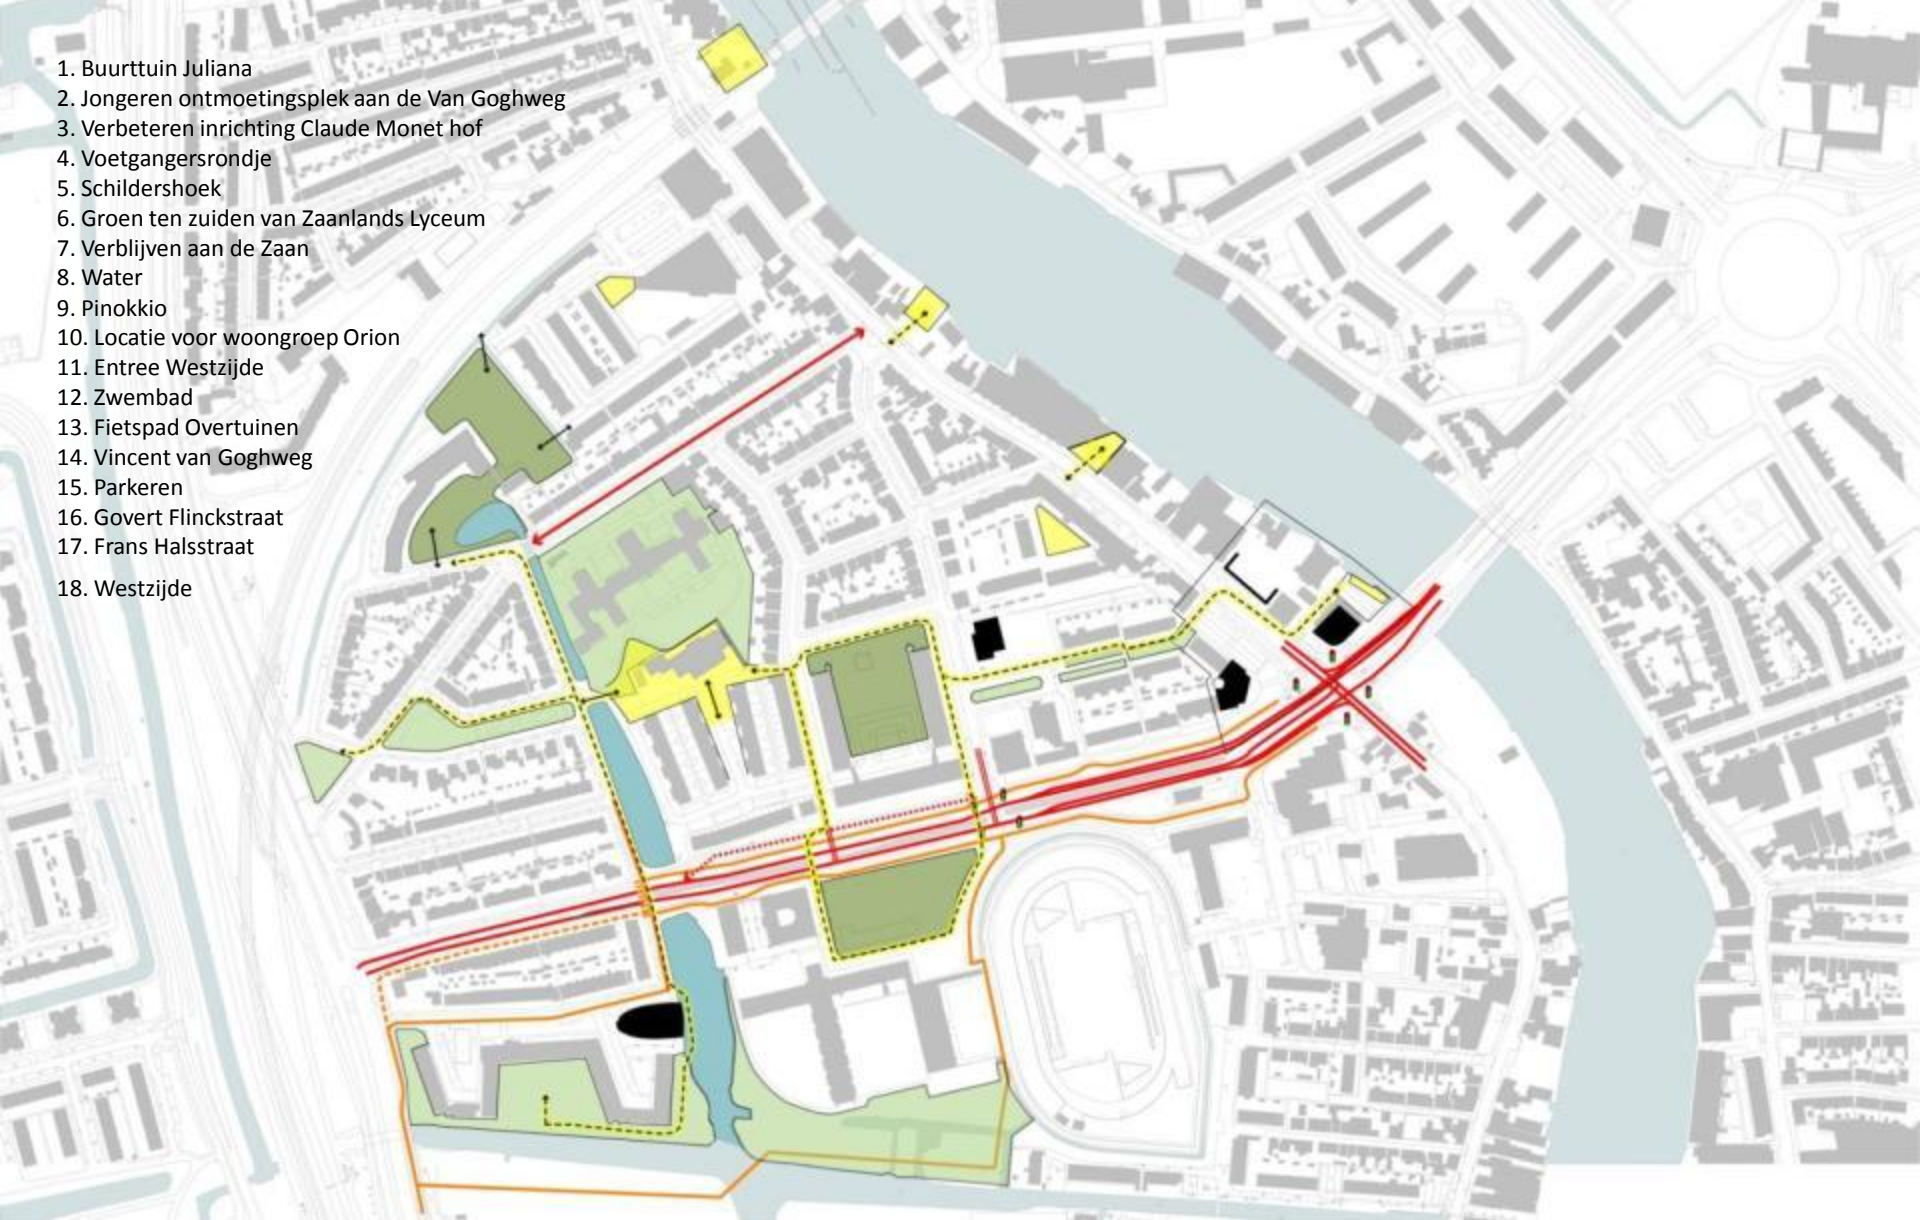 1. Buurttuin Juliana
2. Jongeren ontmoetingsplek aan de Van Goghweg
3. Verbeteren inrichting Claude Monet hof
4. Voetgangersrondje
5. Schildershoek
6. Groen ten zuiden van Zaanlands Lyceum
7. Verblijven aan de Zaan
8. Water
9. Pinokkio
10. Locatie voor woongroep Orion
11. Entree Westzijde
12. Zwembad
13. Fietspad Overtuinen
14. Vincent van Goghweg
15. Parkeren
16. Govert Flinckstraat
17. Frans Halsstraat
18. Westzijde